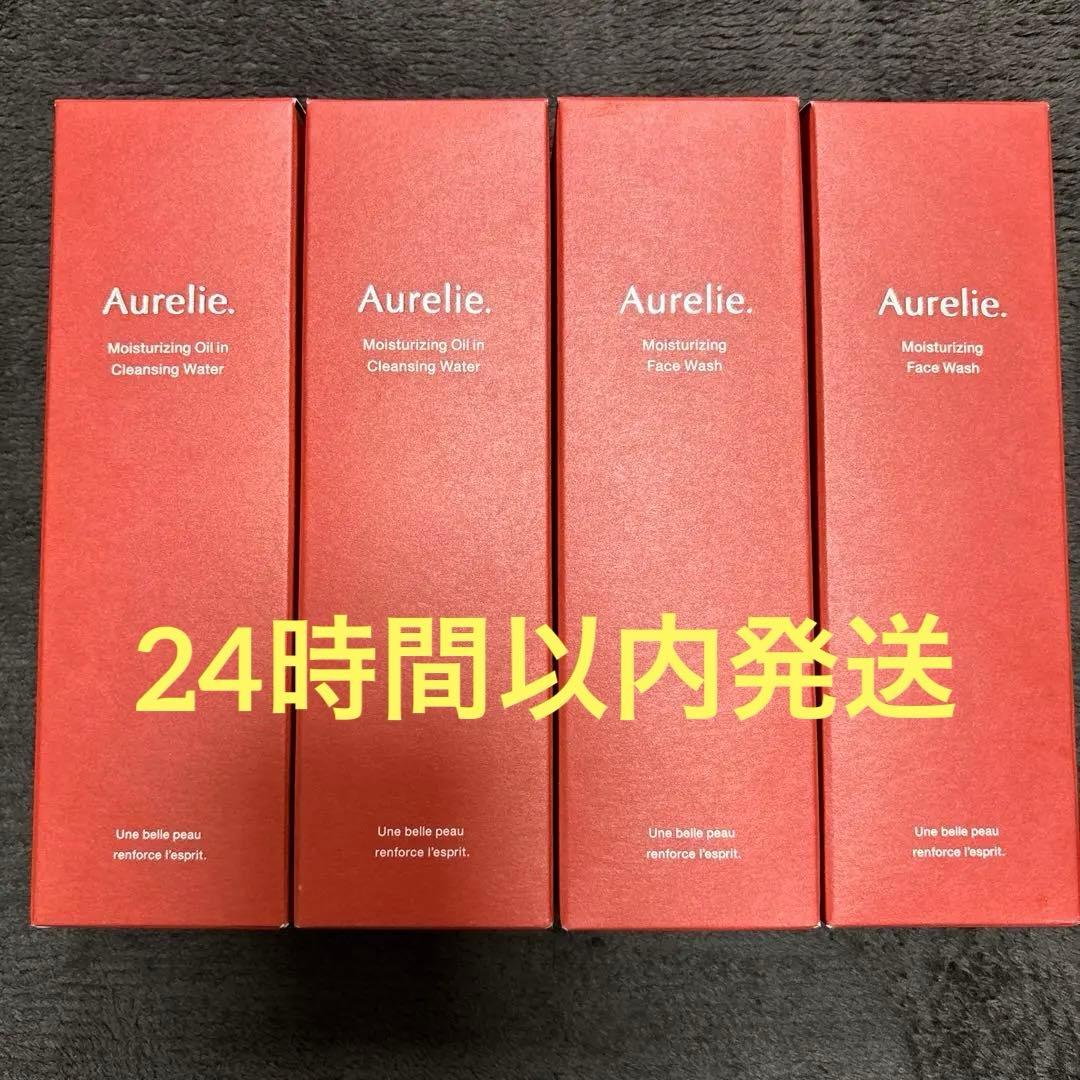 Aurelie.
Moisturizing Oil in
Cleansing Water
Une belle peau
renforce l'esprit.
Aurelie.
Moisturizing Oil in
Cleansing Water
Une belle peau
renforce l'esprit.
Aurelie.
Moisturizing
Face Wash
Une belle peau
renforce l'esprit.
Aurelie.
Moisturizing
Face Wash
Une belle peau
renforce l'esprit.
24時間以内発送